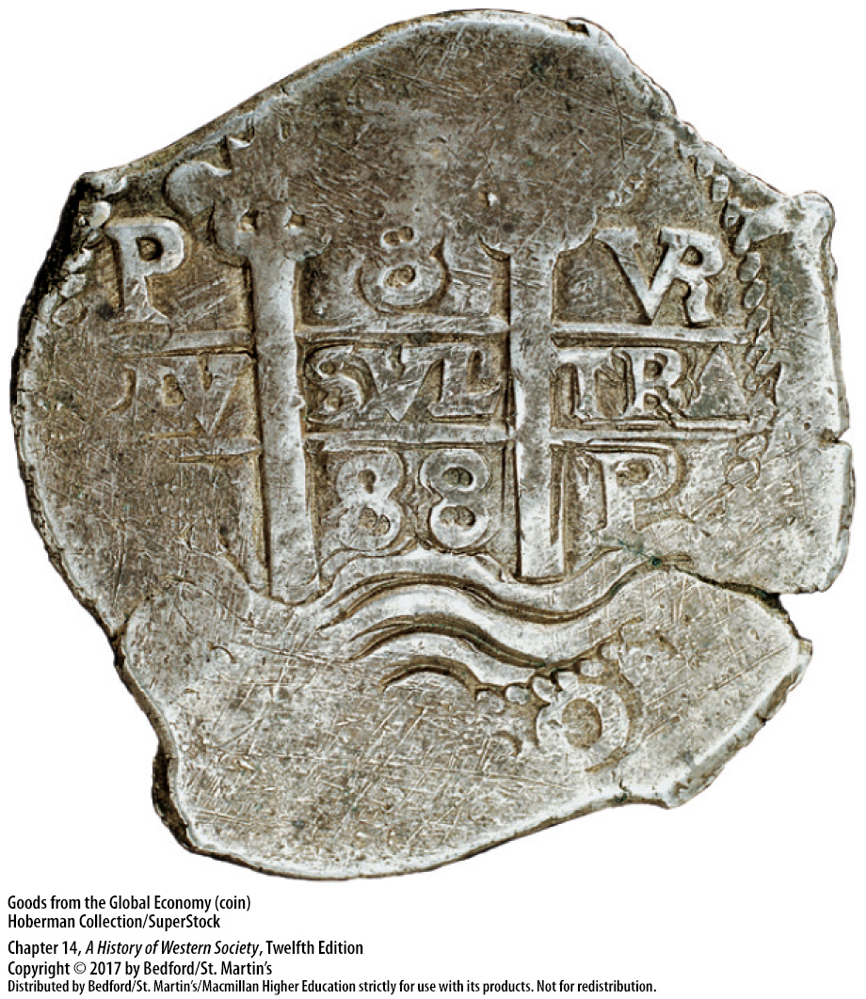 P 8 VR
SVL TRA
88 P
Goods from the Global Economy (coin)
Hoberman Collection/SuperStock
Chapter 14, A History of Western Society, Twelfth Edition
Copyright © 2017 by Bedford/St. Martin's
Distributed by Bedford/St. Martin's/Macmillan Higher Education strictly for use with its products. Not for redistribution.